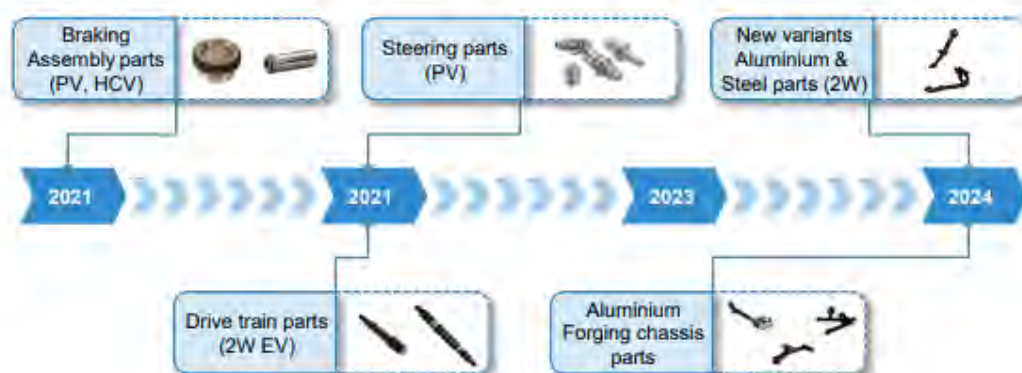 Braking
Assembly parts
(PV, HCV)
Steering parts
(PV)
New variants
Aluminium &
Steel parts (2W)
2021
2021
2023
2024
Drive train parts
(2W EV)
Aluminium
Forging chassis
parts